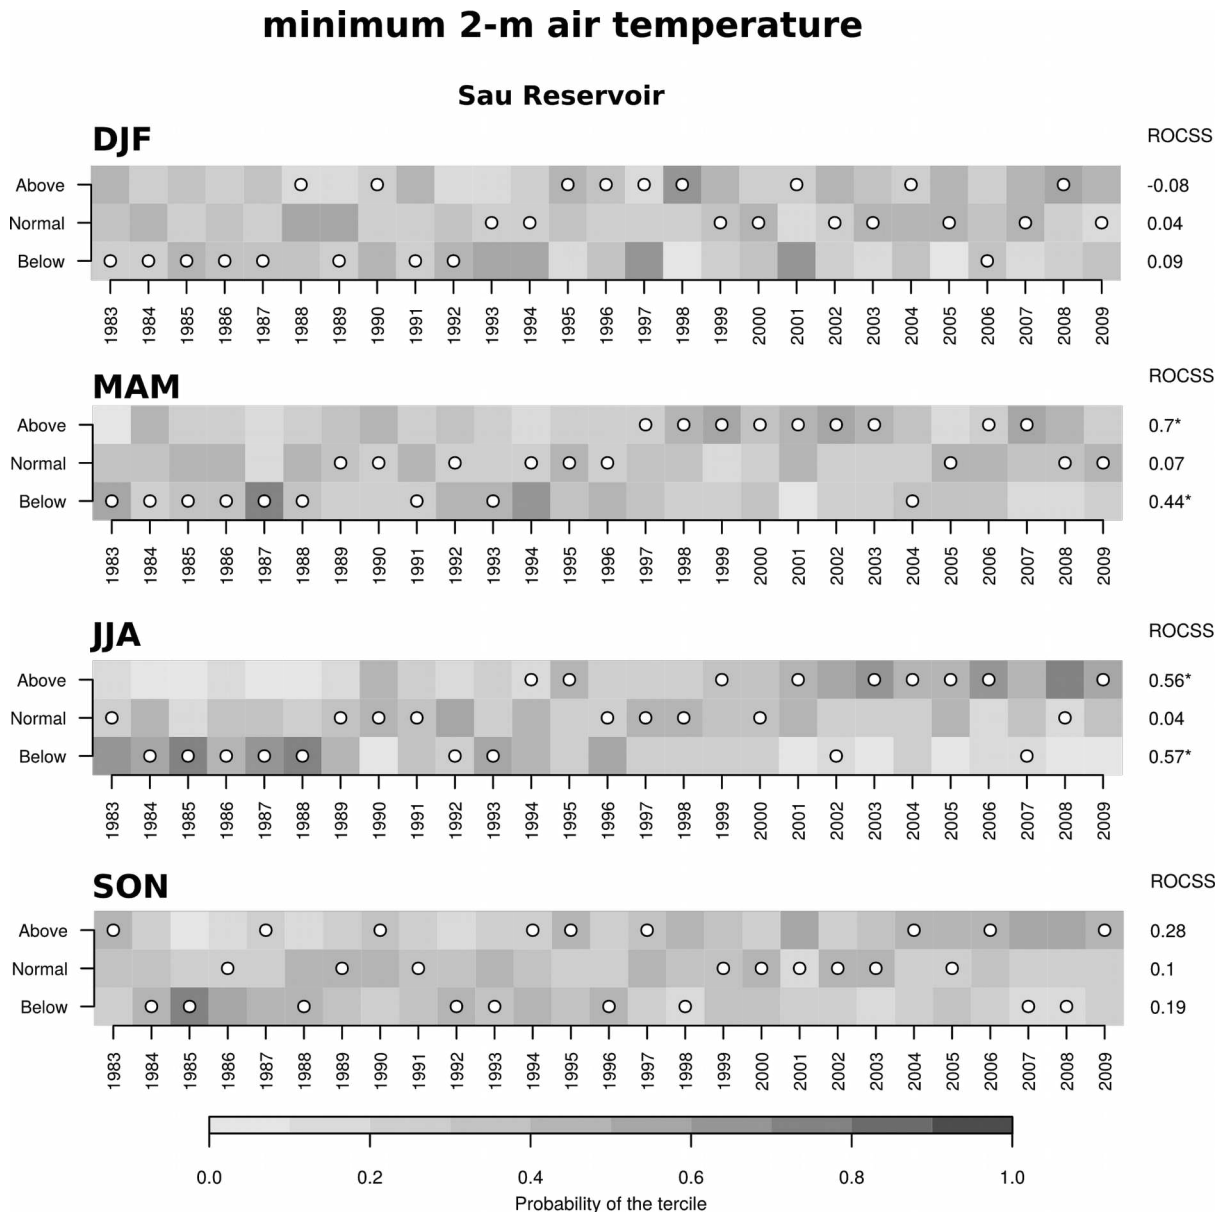 minimum 2-m air temperature
Sau Reservoir
DJF
ROCSS
Above -0.08
Normal 0.04
Below 0.09
1983 1984 1985 1986 1987 1988 1989 1990 1991 1992 1993 1994 1995 1996 1997 1998 1999 2000 2001 2002 2003 2004 2005 2006 2007 2008 2009
ROCSS
MAM
Above 0.7*
Normal 0.07
Below 0.44*
1983 1984 1985 1986 1987 1988 1989 1990 1991 1992 1993 1994 1995 1996 1997 1998 1999 2000 2001 2002 2003 2004 2005 2006 2007 2008 2009
JJA
ROCSS
Above 0.56*
Normal 0.04
Below 0.57*
1983 1984 1985 1986 1987 1988 1989 1990 1991 1992 1993 1994 1995 1996 1997 1998 1999 2000 2001 2002 2003 2004 2005 2006 2007 2008 2009
SON
ROCSS
Above 0.28
Normal 0.1
Below 0.19
1983 1984 1985 1986 1987 1988 1989 1990 1991 1992 1993 1994 1995 1996 1997 1998 1999 2000 2001 2002 2003 2004 2005 2006 2007 2008 2009
0.0 0.2 0.4 0.6 0.8 1.0
Probability of the tercile